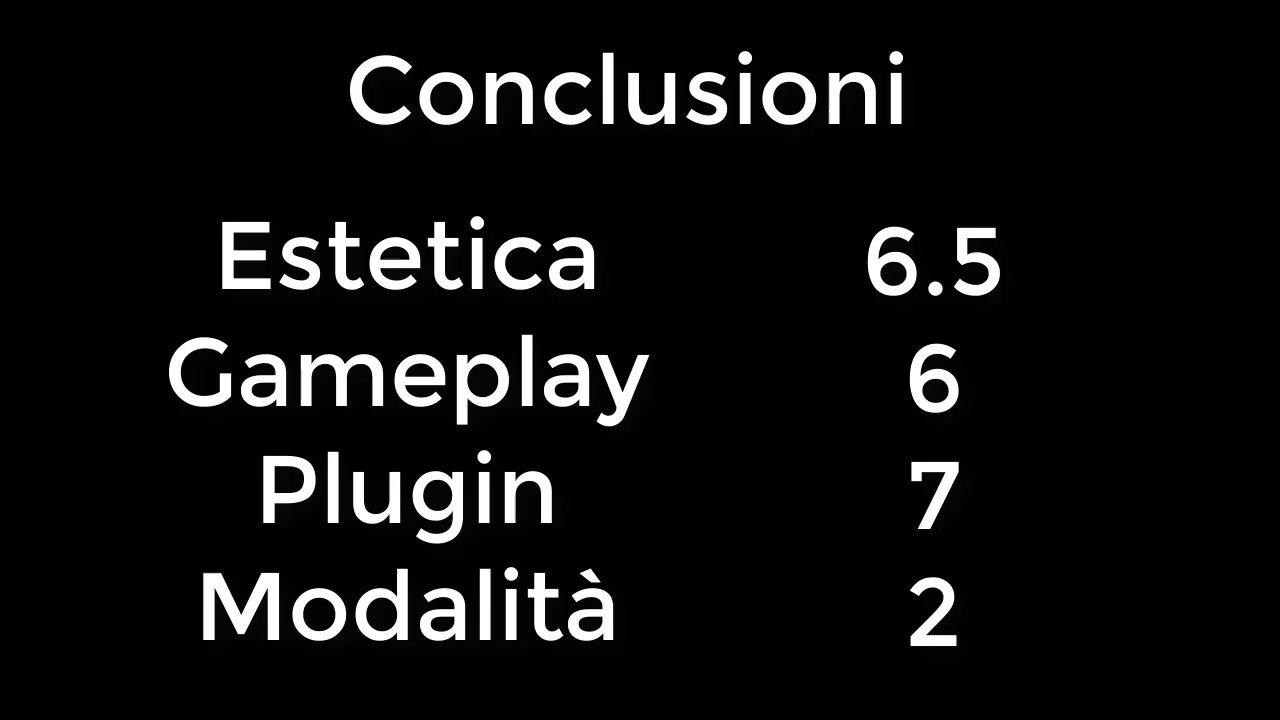 Conclusioni
Estetica 6.5
Gameplay 6
Plugin 7
Modalità 2